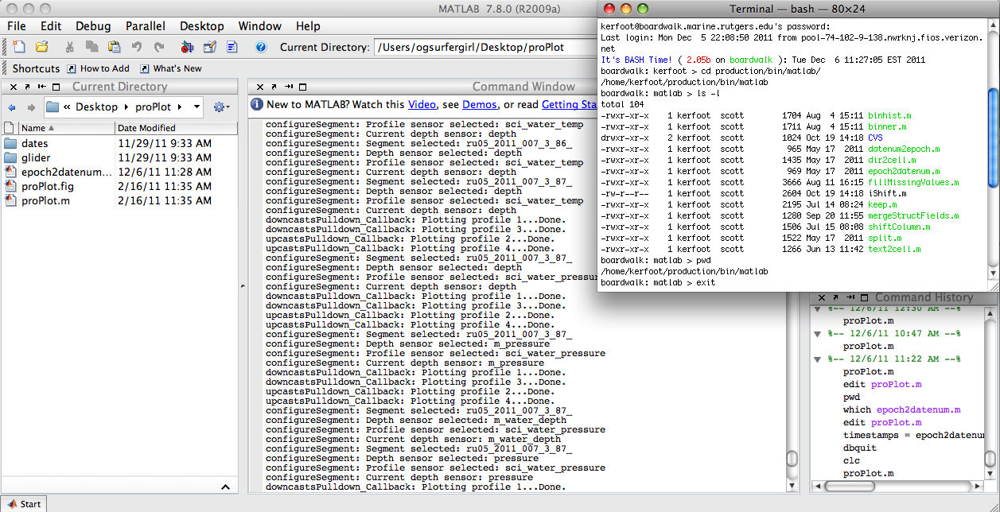 MATLAB 7.8.0 (R2009a)
File Edit Debug Parallel Desktop Window Help
Current Directory: /Users/ogsurfergirl/Desktop/proPlot
Shortcuts How to Add What's New
Current Directory
« Desktop proPlot
Name Date Modified
dates 11/29/11 9:33 AM
glider 11/29/11 9:33 AM
epoch2datenum... 12/6/11 11:28 AM
proPlot.fig 2/16/11 11:35 AM
proPlot.m 2/16/11 11:35 AM
Start
Command Window
New to MATLAB? Watch this Video, see Demos, or read Getting Sta
configureSegment: Profile sensor selected: sci_water_temp
configureSegment: Current depth sensor: depth
configureSegment: Segment selected: ru05_2011_007_3_86_
configureSegment: Depth sensor selected: depth
configureSegment: Profile sensor selected: sci_water_temp
configureSegment: Current depth sensor: depth
configureSegment: Segment selected: ru05_2011_007_3_87_
configureSegment: Depth sensor selected: depth
configureSegment: Profile sensor selected: sci_water_temp
configureSegment: Current depth sensor: depth
downcastsPulldown_Callback: Plotting profile 1...Done.
downcastsPulldown_Callback: Plotting profile 3...Done.
upcastsPulldown_Callback: Plotting profile 2...Done.
upcastsPulldown_Callback: Plotting profile 4...Done.
configureSegment: Segment selected: ru05_2011_007_3_87_
configureSegment: Depth sensor selected: depth
configureSegment: Profile sensor selected: sci_water_pressur
configureSegment: Current depth sensor: depth
downcastsPulldown_Callback: Plotting profile 1...Done.
downcastsPulldown_Callback: Plotting profile 3...Done.
upcastsPulldown_Callback: Plotting profile 2...Done.
upcastsPulldown_Callback: Plotting profile 4...Done.
configureSegment: Segment selected: ru05_2011_007_3_87_
configureSegment: Depth sensor selected: m_pressure
configureSegment: Profile sensor selected: sci_water_pressure
configureSegment: Current depth sensor: m_pressure
downcastsPulldown_Callback: Plotting profile 1...Done.
downcastsPulldown_Callback: Plotting profile 3...Done.
upcastsPulldown_Callback: Plotting profile 2...Done.
upcastsPulldown_Callback: Plotting profile 4...Done.
configureSegment: Segment selected: ru05_2011_007_3_87_
configureSegment: Depth sensor selected: m_water_depth
configureSegment: Profile sensor selected: sci_water_pressure
configureSegment: Current depth sensor: m_water_depth
configureSegment: Segment selected: ru05_2011_007_3_87_
configureSegment: Depth sensor selected: pressure
configureSegment: Profile sensor selected: sci_water_pressure
configureSegment: Current depth sensor: pressure
downcastsPulldown_Callback: Plotting profile 1...Done.
Terminal — bash — 80×24
kerfoot@boardwalk.marine.rutgers.edu's password:
Last login: Mon Dec  5 22:08:50 2011 from pool-74-102-9-138.nwrknj.fios.verizon.
net
It's BASH Time! ( 2.05b on boardwalk ): Tue Dec  6 11:27:05 EST 2011
boardwalk: kerfoot > cd production/bin/matlab/
/home/kerfoot/production/bin/matlab
boardwalk: matlab > ls -l
total 104
-rwxr-xr-x 1 kerfoot scott 1704 Aug  4 15:11 binhist.m
-rwxr-xr-x 1 kerfoot scott 1711 Aug  4 15:11 binner.m
drwxr-xr-x 2 kerfoot scott 1024 Oct 19 14:18 CVS
-rwxr-xr-x 1 kerfoot scott 965 May 17  2011 datenum2epoch.m
-rwxr-xr-x 1 kerfoot scott 1435 May 17  2011 dir2cell.m
-rwxr-xr-x 1 kerfoot scott 969 May 17  2011 epoch2datenum.m
-rwxr-xr-x 1 kerfoot scott 3666 Aug 11 16:15 fillMissingValues.m
-rw-r--r-- 1 kerfoot scott 2604 Oct 19 14:18 iShift.m
-rwxr-xr-x 1 kerfoot scott 2195 Jul 14 08:24 keep.m
-rwxr-xr-x 1 kerfoot scott 1280 Sep 20 11:55 mergeStructFields.m
-rwxr-xr-x 1 kerfoot scott 1506 Jul 15 08:08 shiftColumn.m
-rwxr-xr-x 1 kerfoot scott 1522 May 17  2011 split.m
-rwxr-xr-x 1 kerfoot scott 1266 Jun 13 11:42 text2cell.m
boardwalk: matlab > pwd
/home/kerfoot/production/bin/matlab
boardwalk: matlab > exit
Command History
%-- 12/6/11 12:30 AM --%
proPlot.m
%-- 12/6/11 10:47 AM --%
proPlot.m
%-- 12/6/11 11:22 AM --%
proPlot.m
edit proPlot.m
pwd
which epoch2datenum.m
edit proPlot.m
timestamps = epoch2datenu
dbquit
clc
proPlot.m